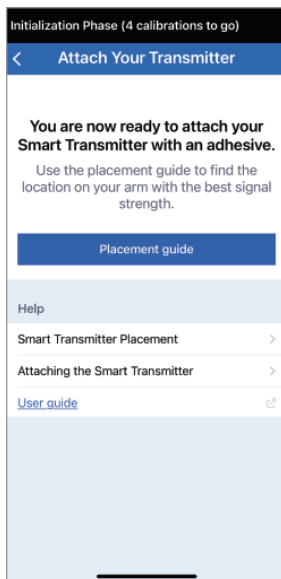 Initialization Phase (4 calibrations to go)
Attach Your Transmitter
You are now ready to attach your
Smart Transmitter with an adhesive.
Use the placement guide to find the
location on your arm with the best signal
strength.
Placement guide
Help
Smart Transmitter Placement
Attaching the Smart Transmitter
User guide